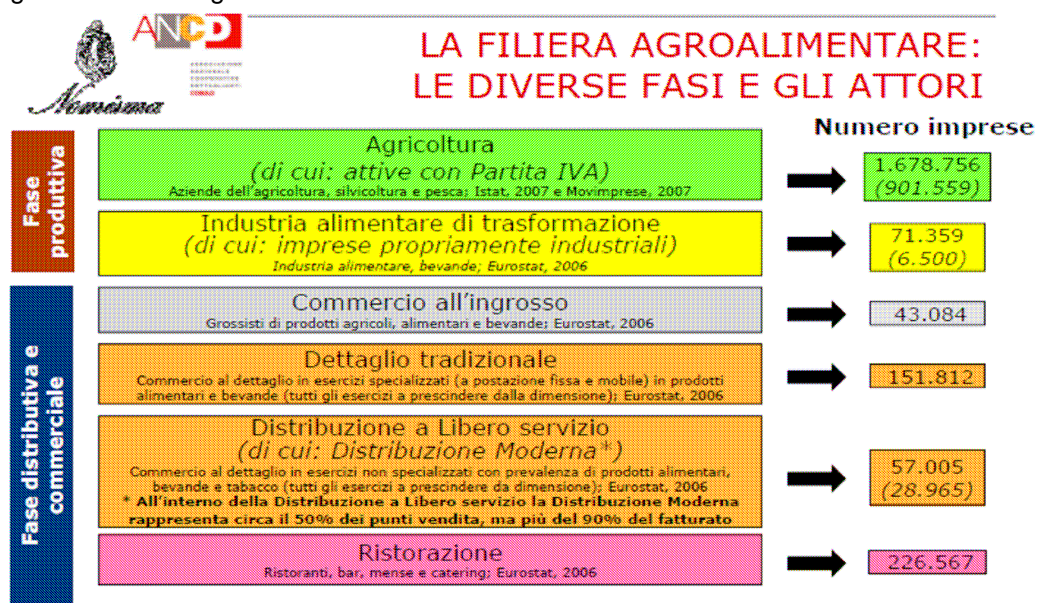 ANCD
Nomisma
LA FILIERA AGROALIMENTARE:
LE DIVERSE FASI E GLI ATTORI
Numero imprese
Fase
produttiva
Agricoltura
(di cui: attive con Partita IVA)
Aziende dell'agricoltura, silvicoltura e pesca; Istat, 2007 e Movimprese, 2007
1.678.756
(901.559)
Industria alimentare di trasformazione
(di cui: imprese propriamente industriali)
Industria alimentare, bevande; Eurostat, 2006
71.359
(6.500)
Fase distributiva e
commerciale
Commercio all'ingrosso
Grossisti di prodotti agricoli, alimentari e bevande; Eurostat, 2006
43.084
Dettaglio tradizionale
Commercio al dettaglio in esercizi specializzati (a postazione fissa e mobile) in prodotti
alimentari e bevande (tutti gli esercizi a prescindere dalla dimensione); Eurostat, 2006
151.812
Distribuzione a Libero servizio
(di cui: Distribuzione Moderna*)
Commercio al dettaglio in esercizi non specializzati con prevalenza di prodotti alimentari,
bevande e tabacco (tutti gli esercizi a prescindere da dimensione); Eurostat, 2006
* All'interno della Distribuzione a Libero servizio la Distribuzione Moderna
rappresenta circa il 50% dei punti vendita, ma più del 90% del fatturato
57.005
(28.965)
Ristorazione
Ristoranti, bar, mense e catering; Eurostat, 2006
226.567